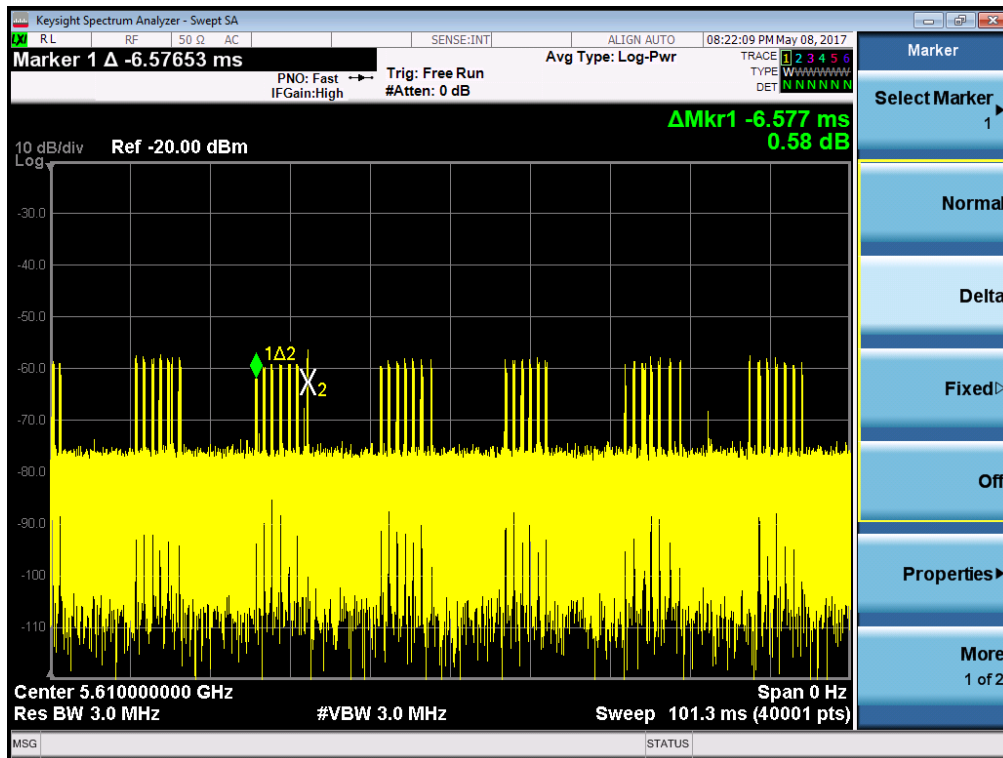 Keysight Spectrum Analyzer - Swept SA
LXI RL RF 50 Ω AC SENSE:INT ALIGN AUTO 08:22:09 PM May 08, 2017
Marker 1 Δ -6.57653 ms
PNO: Fast
IFGain:High
Trig: Free Run
#Atten: 0 dB
Avg Type: Log-Pwr
TRACE 1 2 3 4 5 6
TYPE WWWWWW
DET N N N N N N
ΔMkr1 -6.577 ms
0.58 dB
10 dB/div
Log
Ref -20.00 dBm
-30.0
-40.0
-50.0
-60.0
-70.0
-80.0
-90.0
-100
-110
1Δ2
X2
Center 5.610000000 GHz
Span 0 Hz
Res BW 3.0 MHz
#VBW 3.0 MHz
Sweep 101.3 ms (40001 pts)
MSG
STATUS
Marker
Select Marker
1
Normal
Delta
Fixed
Off
Properties
More
1 of 2